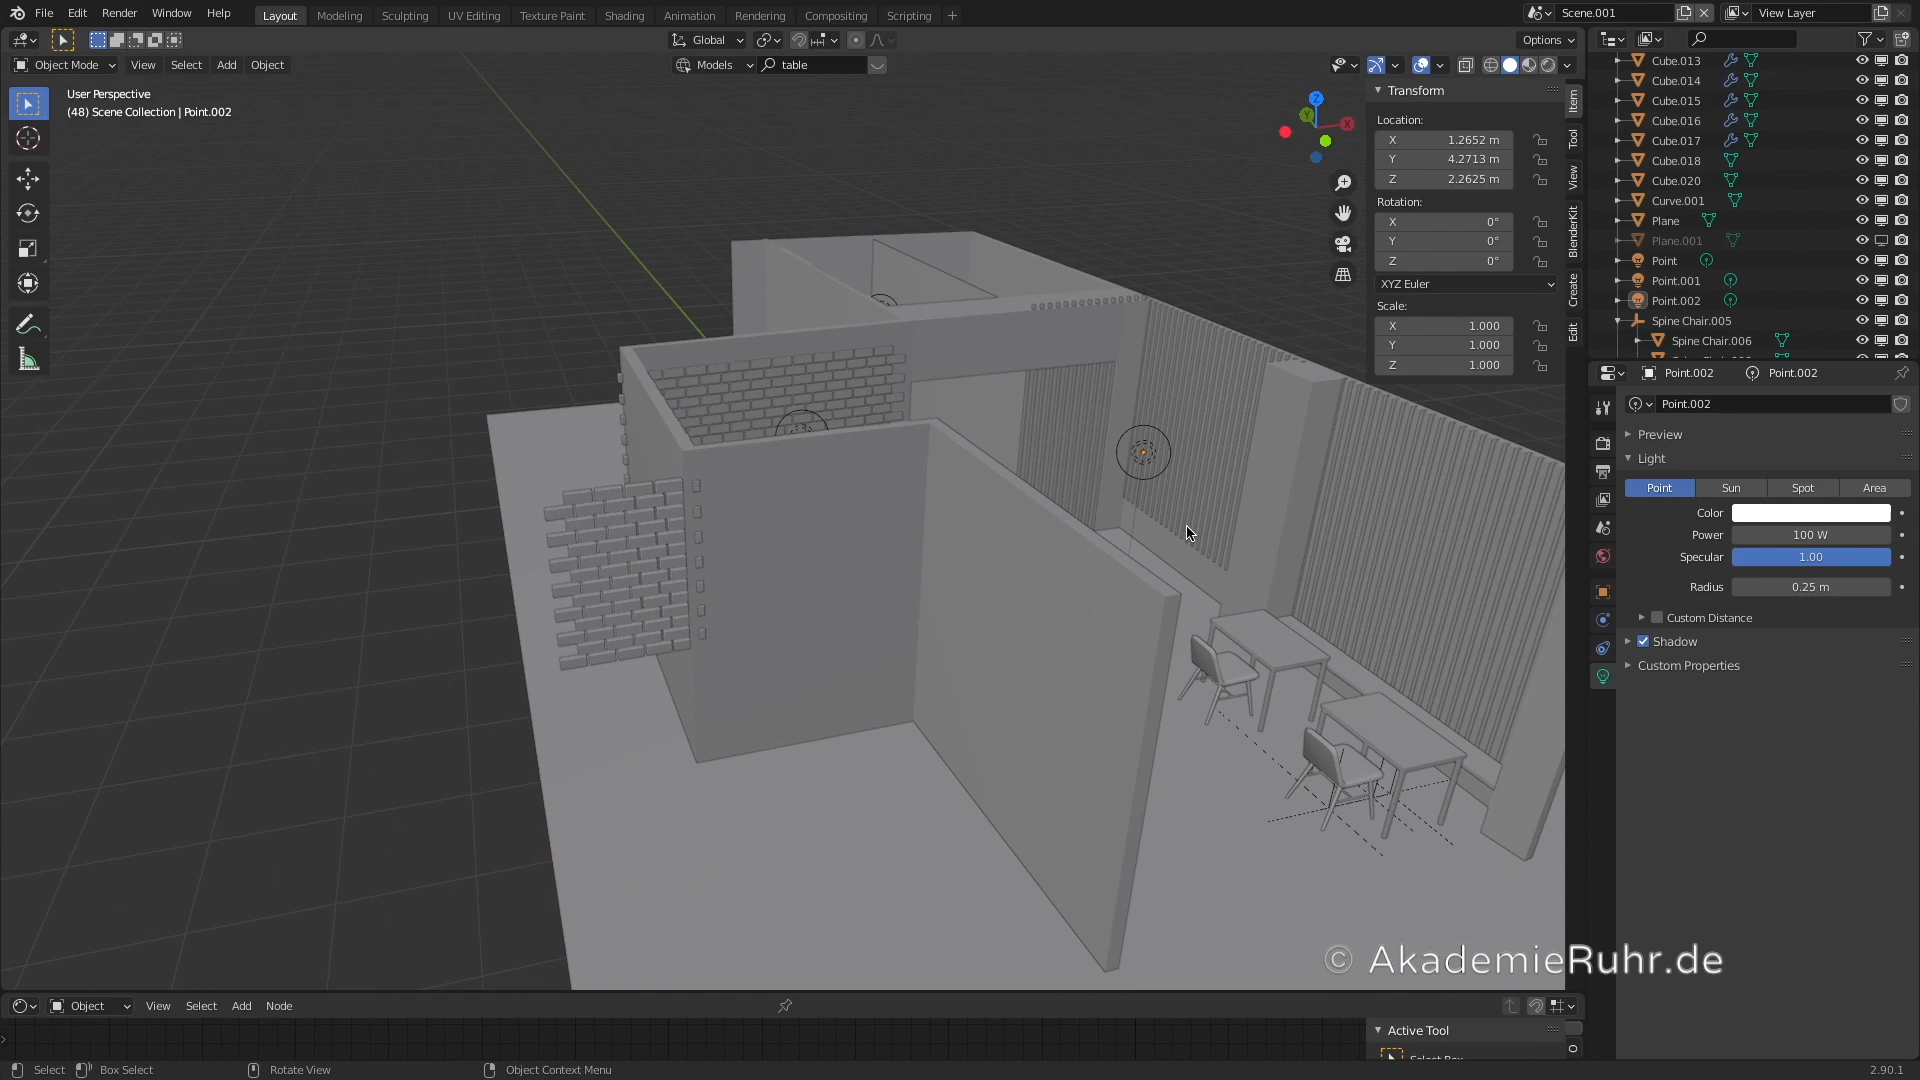 File Edit Render Window Help
Layout Modeling Sculpting UV Editing Texture Paint Shading Animation Rendering Compositing Scripting
Scene.001
View Layer
Global
Options
Object Mode View Select Add Object
Models
table
User Perspective
(48) Scene Collection | Point.002
Z
Y
X
Transform
Location:
X 1.2652 m
Y 4.2713 m
Z 2.2625 m
Rotation:
X 0°
Y 0°
Z 0°
XYZ Euler
Scale:
X 1.000
Y 1.000
Z 1.000
Item
Tool
View
BlenderKit
Create
Edit
Cube.013
Cube.014
Cube.015
Cube.016
Cube.017
Cube.018
Cube.020
Curve.001
Plane
Plane.001
Point
Point.001
Point.002
Spine Chair.005
Spine Chair.006
Point.002 Point.002
Point.002
Preview
Light
Point Sun Spot Area
Color
Power 100 W
Specular 1.00
Radius 0.25 m
Custom Distance
Shadow
Custom Properties
© AkademieRuhr.de
Object View Select Add Node
Active Tool
Select Box
Select Box Select Rotate View Object Context Menu 2.90.1